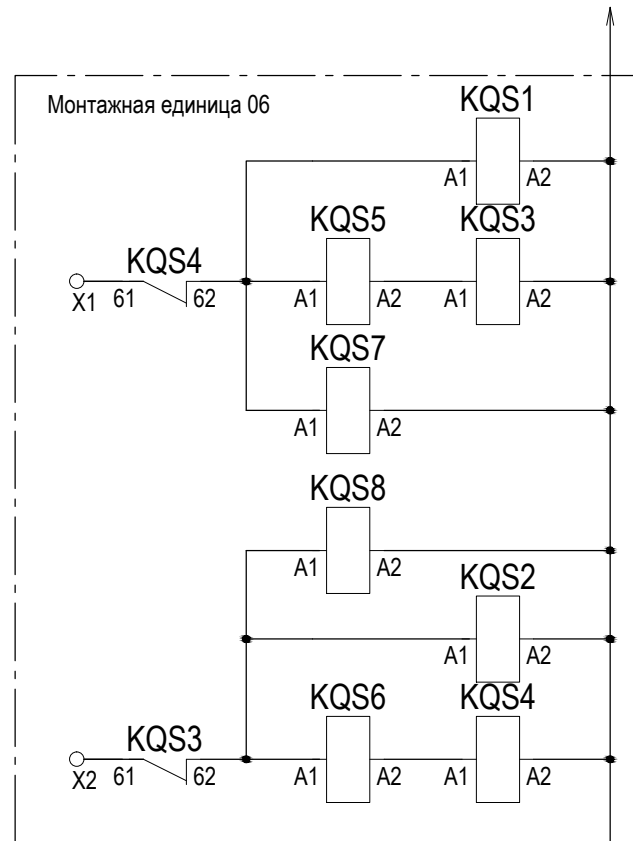 Монтажная единица 06
KQS1
A1 A2
KQS4
KQS5 KQS3
X1 61 62 A1 A2 A1 A2
KQS7
A1 A2
KQS8
A1 A2
KQS2
A1 A2
KQS3
KQS6 KQS4
X2 61 62 A1 A2 A1 A2